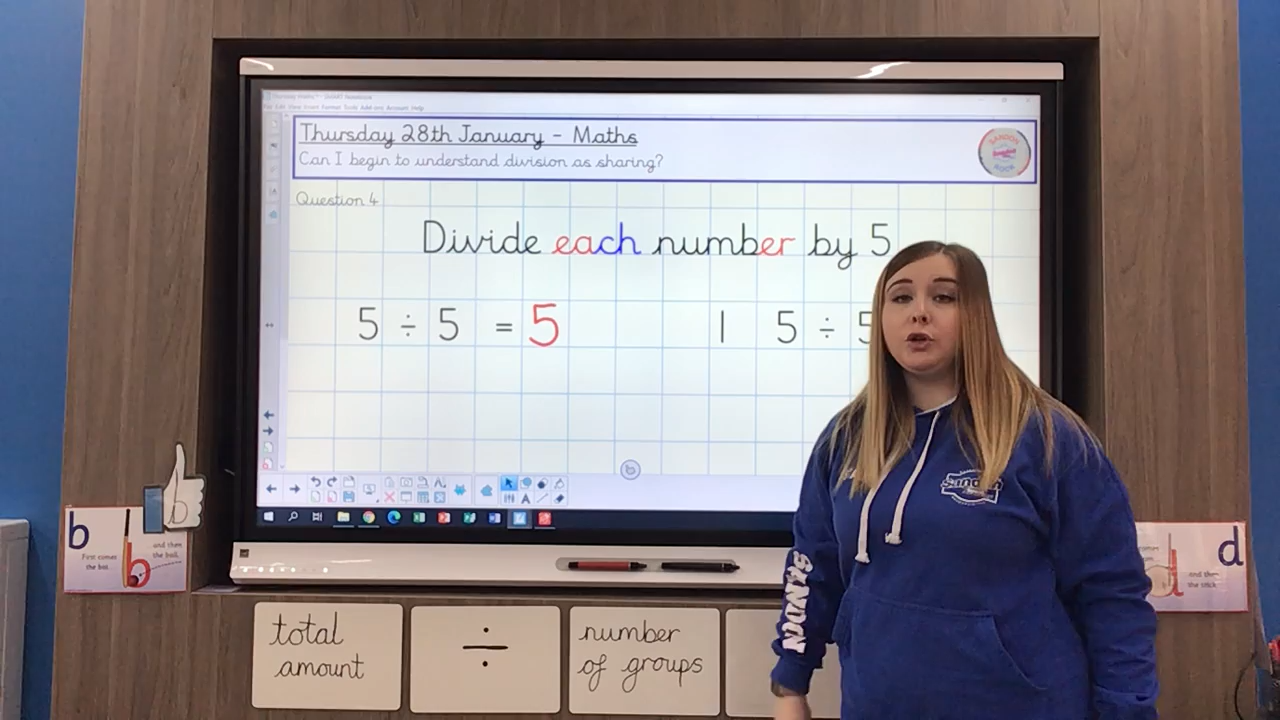 Thursday 28th January - Maths
Can I begin to understand division as sharing?
Question 4
Divide each number by 5
5 ÷ 5 = 5
1 5 ÷ 5
b
First comes
the bat,
and then
the ball.
b
d
and then
the stick
SANDON
Sandon
total
amount
÷
number
of groups